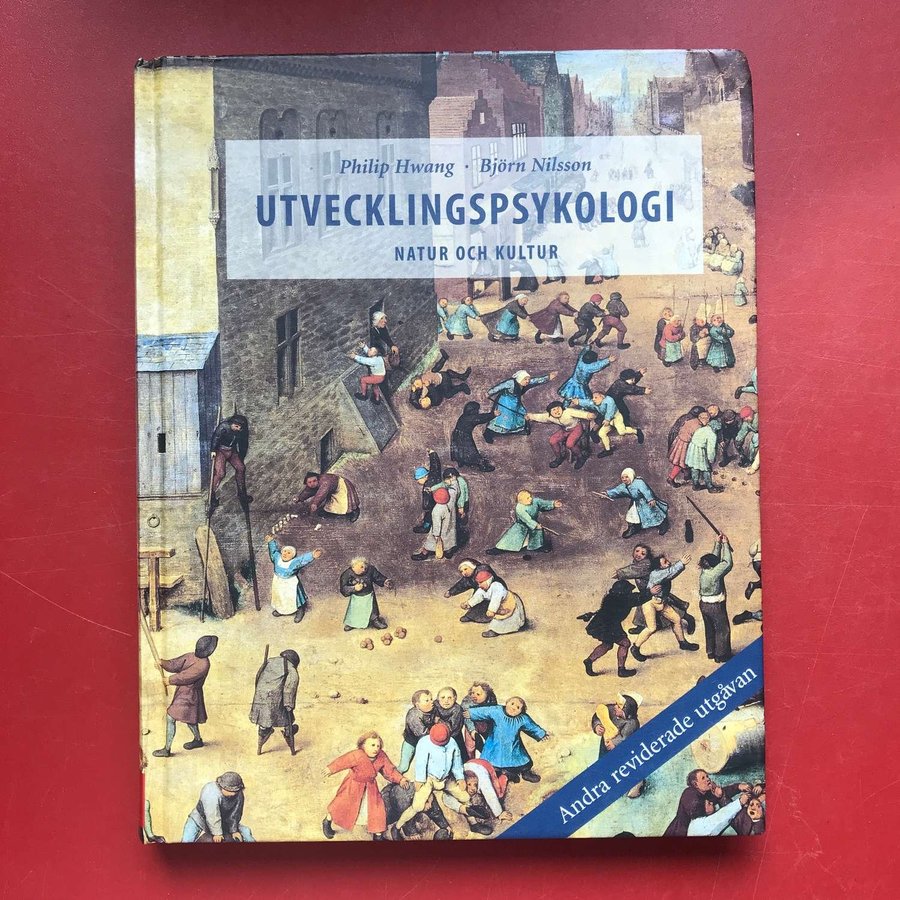 Philip Hwang · Björn Nilsson
UTVECKLINGSPSYKOLOGI
NATUR OCH KULTUR
Andra reviderade utgåvan